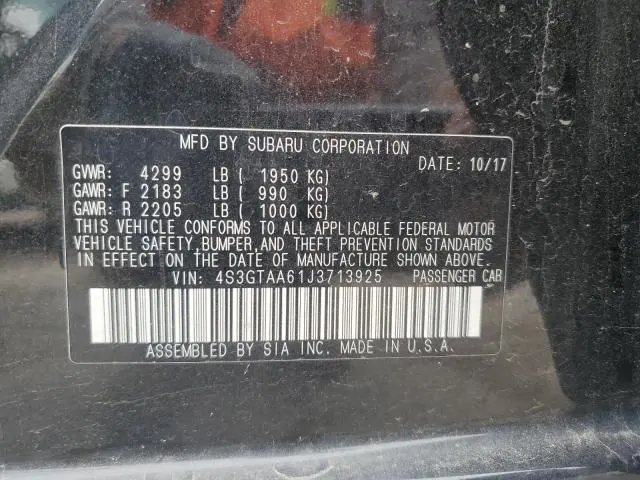 MFD BY SUBARU CORPORATION
DATE: 10/17
GVWR: 4299 LB ( 1950 KG)
GAWR: F 2183 LB ( 990 KG)
GAWR: R 2205 LB ( 1000 KG)
THIS VEHICLE CONFORMS TO ALL APPLICABLE FEDERAL MOTOR
VEHICLE SAFETY,BUMPER,AND THEFT PREVENTION STANDARDS
IN EFFECT ON THE DATE OF MANUFACTURE SHOWN ABOVE.
VIN: 4S3GTAA61J3713925 PASSENGER CAR
ASSEMBLED BY SIA INC. MADE IN U.S.A.